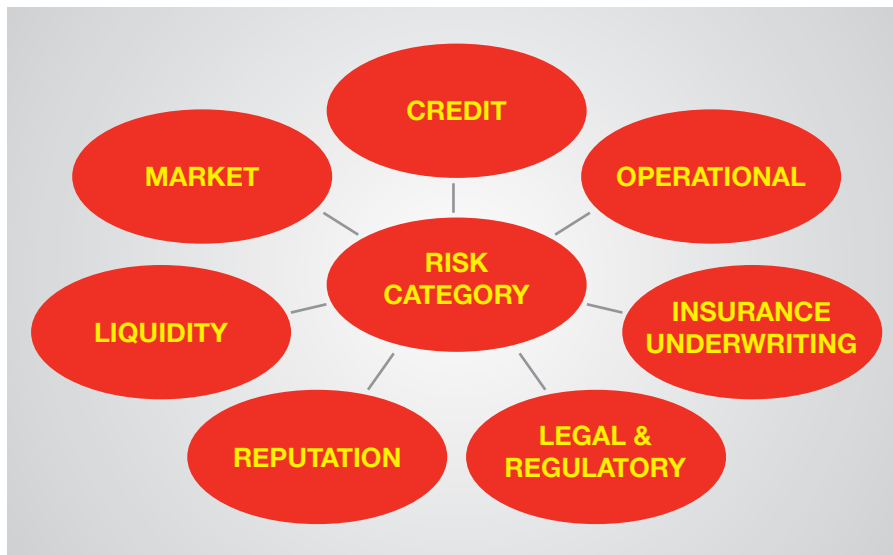 CREDIT
MARKET
OPERATIONAL
RISK
CATEGORY
LIQUIDITY
INSURANCE
UNDERWRITING
REPUTATION
LEGAL &
REGULATORY